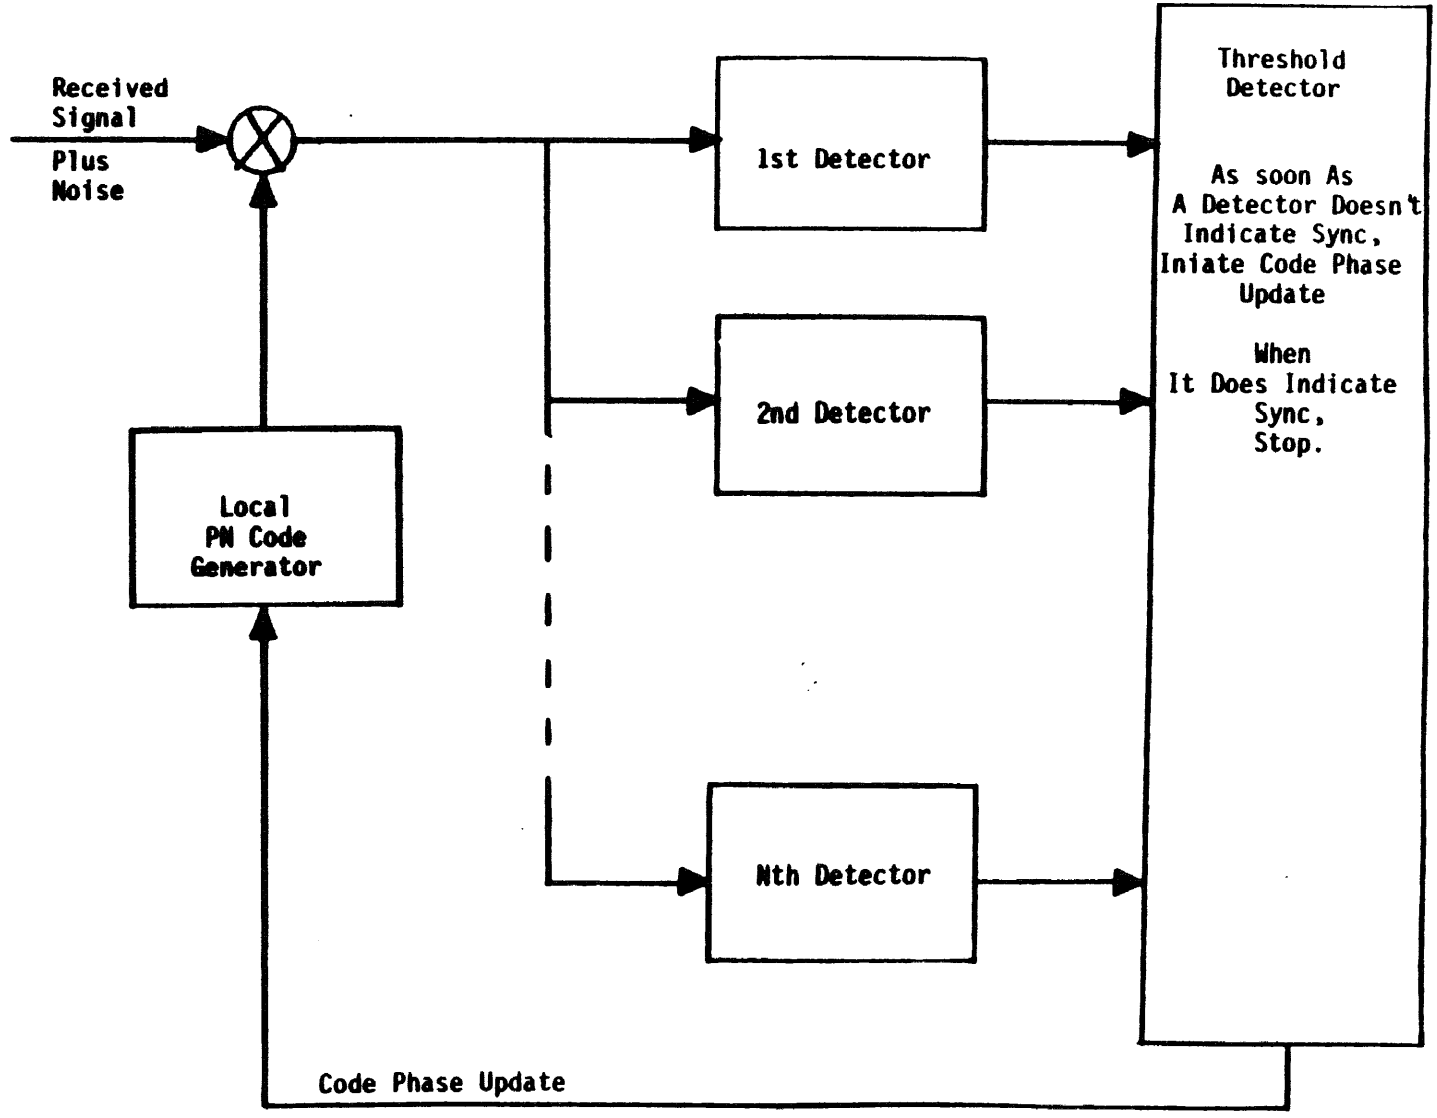 Received
Signal
Plus
Noise
1st Detector
2nd Detector
Nth Detector
Local
PN Code
Generator
Threshold
Detector
As soon As
A Detector Doesn't
Indicate Sync,
Iniate Code Phase
Update
When
It Does Indicate
Sync,
Stop.
Code Phase Update